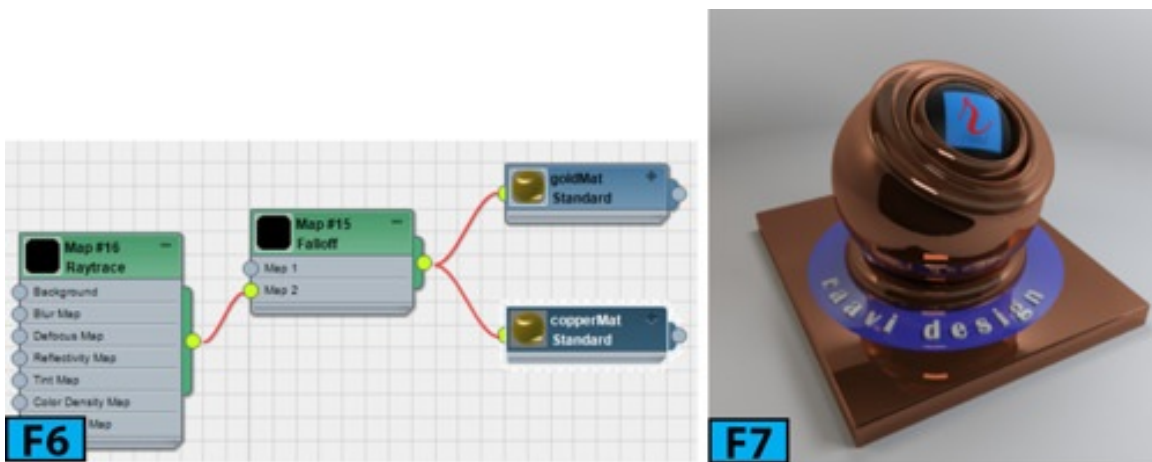 Map #16
Raytrace
Background
Blur Map
Defocus Map
Reflectivity Map
Tint Map
Color Density Map
Map
F6
Map #15
Falloff
Map 1
Map 2
goldMat
Standard
copperMat
Standard
r
raavi design
F7